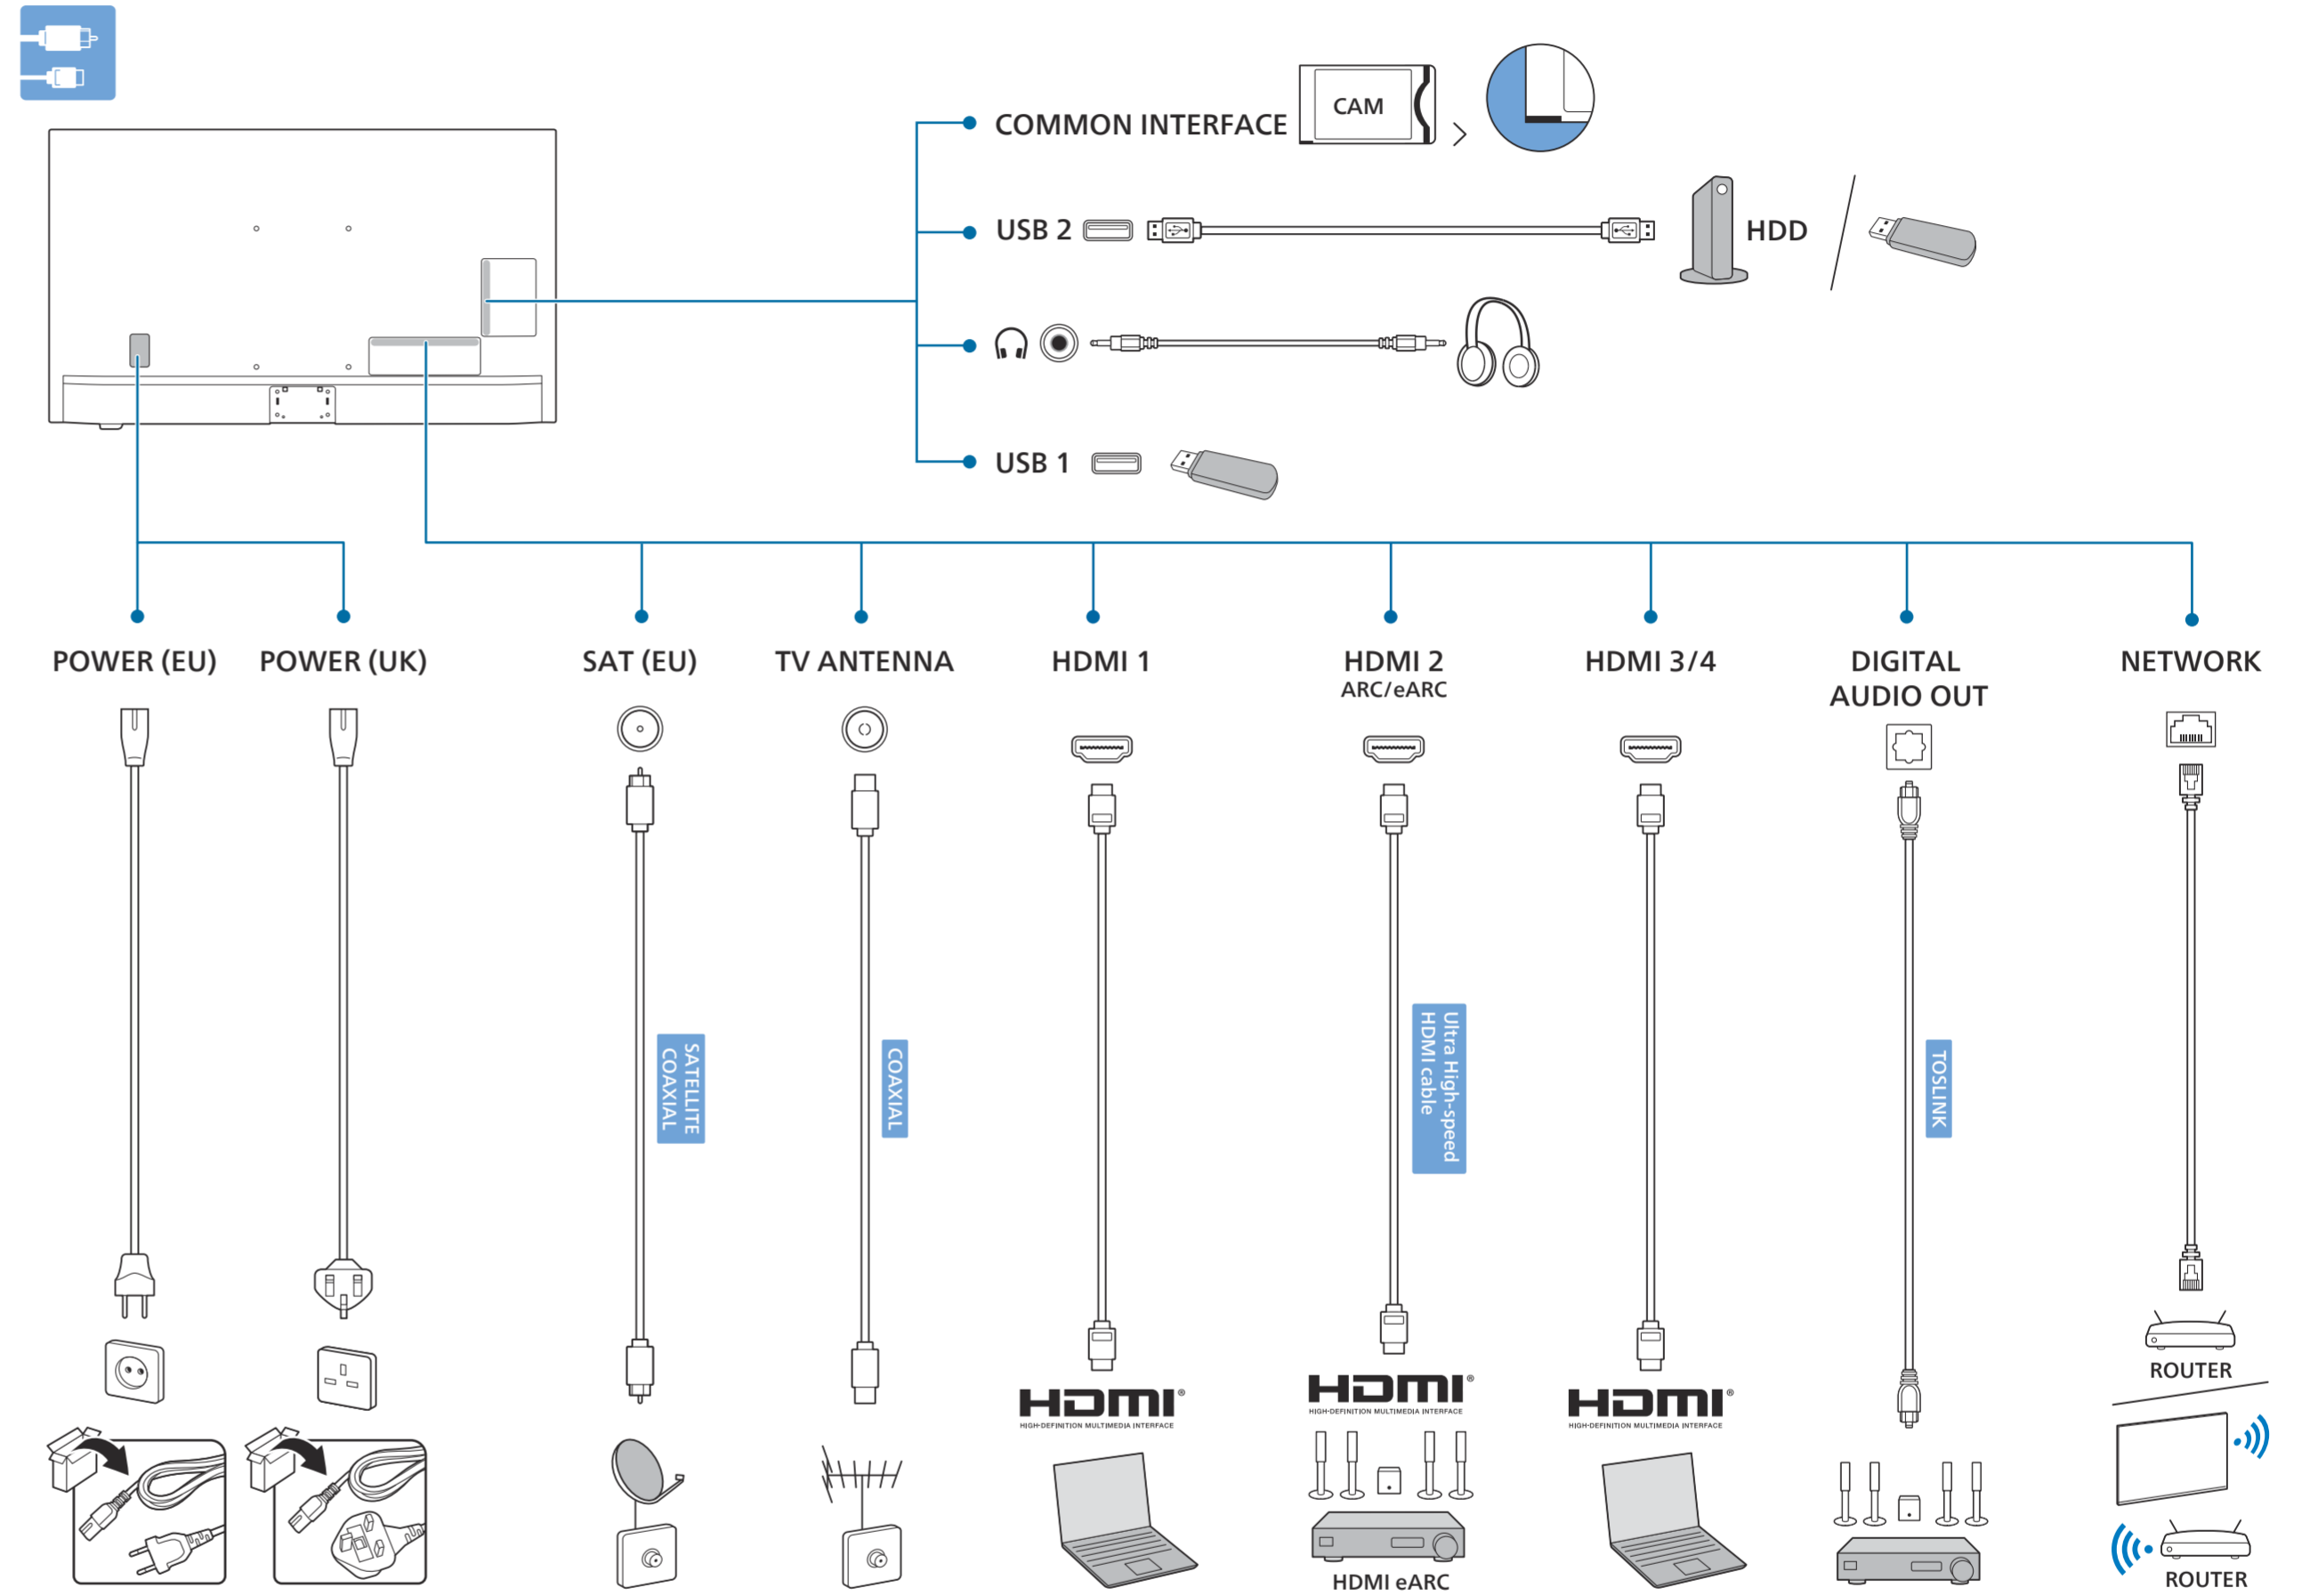 COMMON INTERFACE
CAM
USB 2
HDD
USB 1
POWER (EU)
POWER (UK)
SAT (EU)
TV ANTENNA
HDMI 1
HDMI 2
ARC/eARC
HDMI 3/4
DIGITAL
AUDIO OUT
NETWORK
SATELLITE
COAXIAL
COAXIAL
Ultra High-speed
HDMI cable
TOSLINK
HDMI®
HIGH-DEFINITION MULTIMEDIA INTERFACE
HDMI®
HIGH-DEFINITION MULTIMEDIA INTERFACE
HDMI®
HIGH-DEFINITION MULTIMEDIA INTERFACE
ROUTER
HDMI eARC
ROUTER